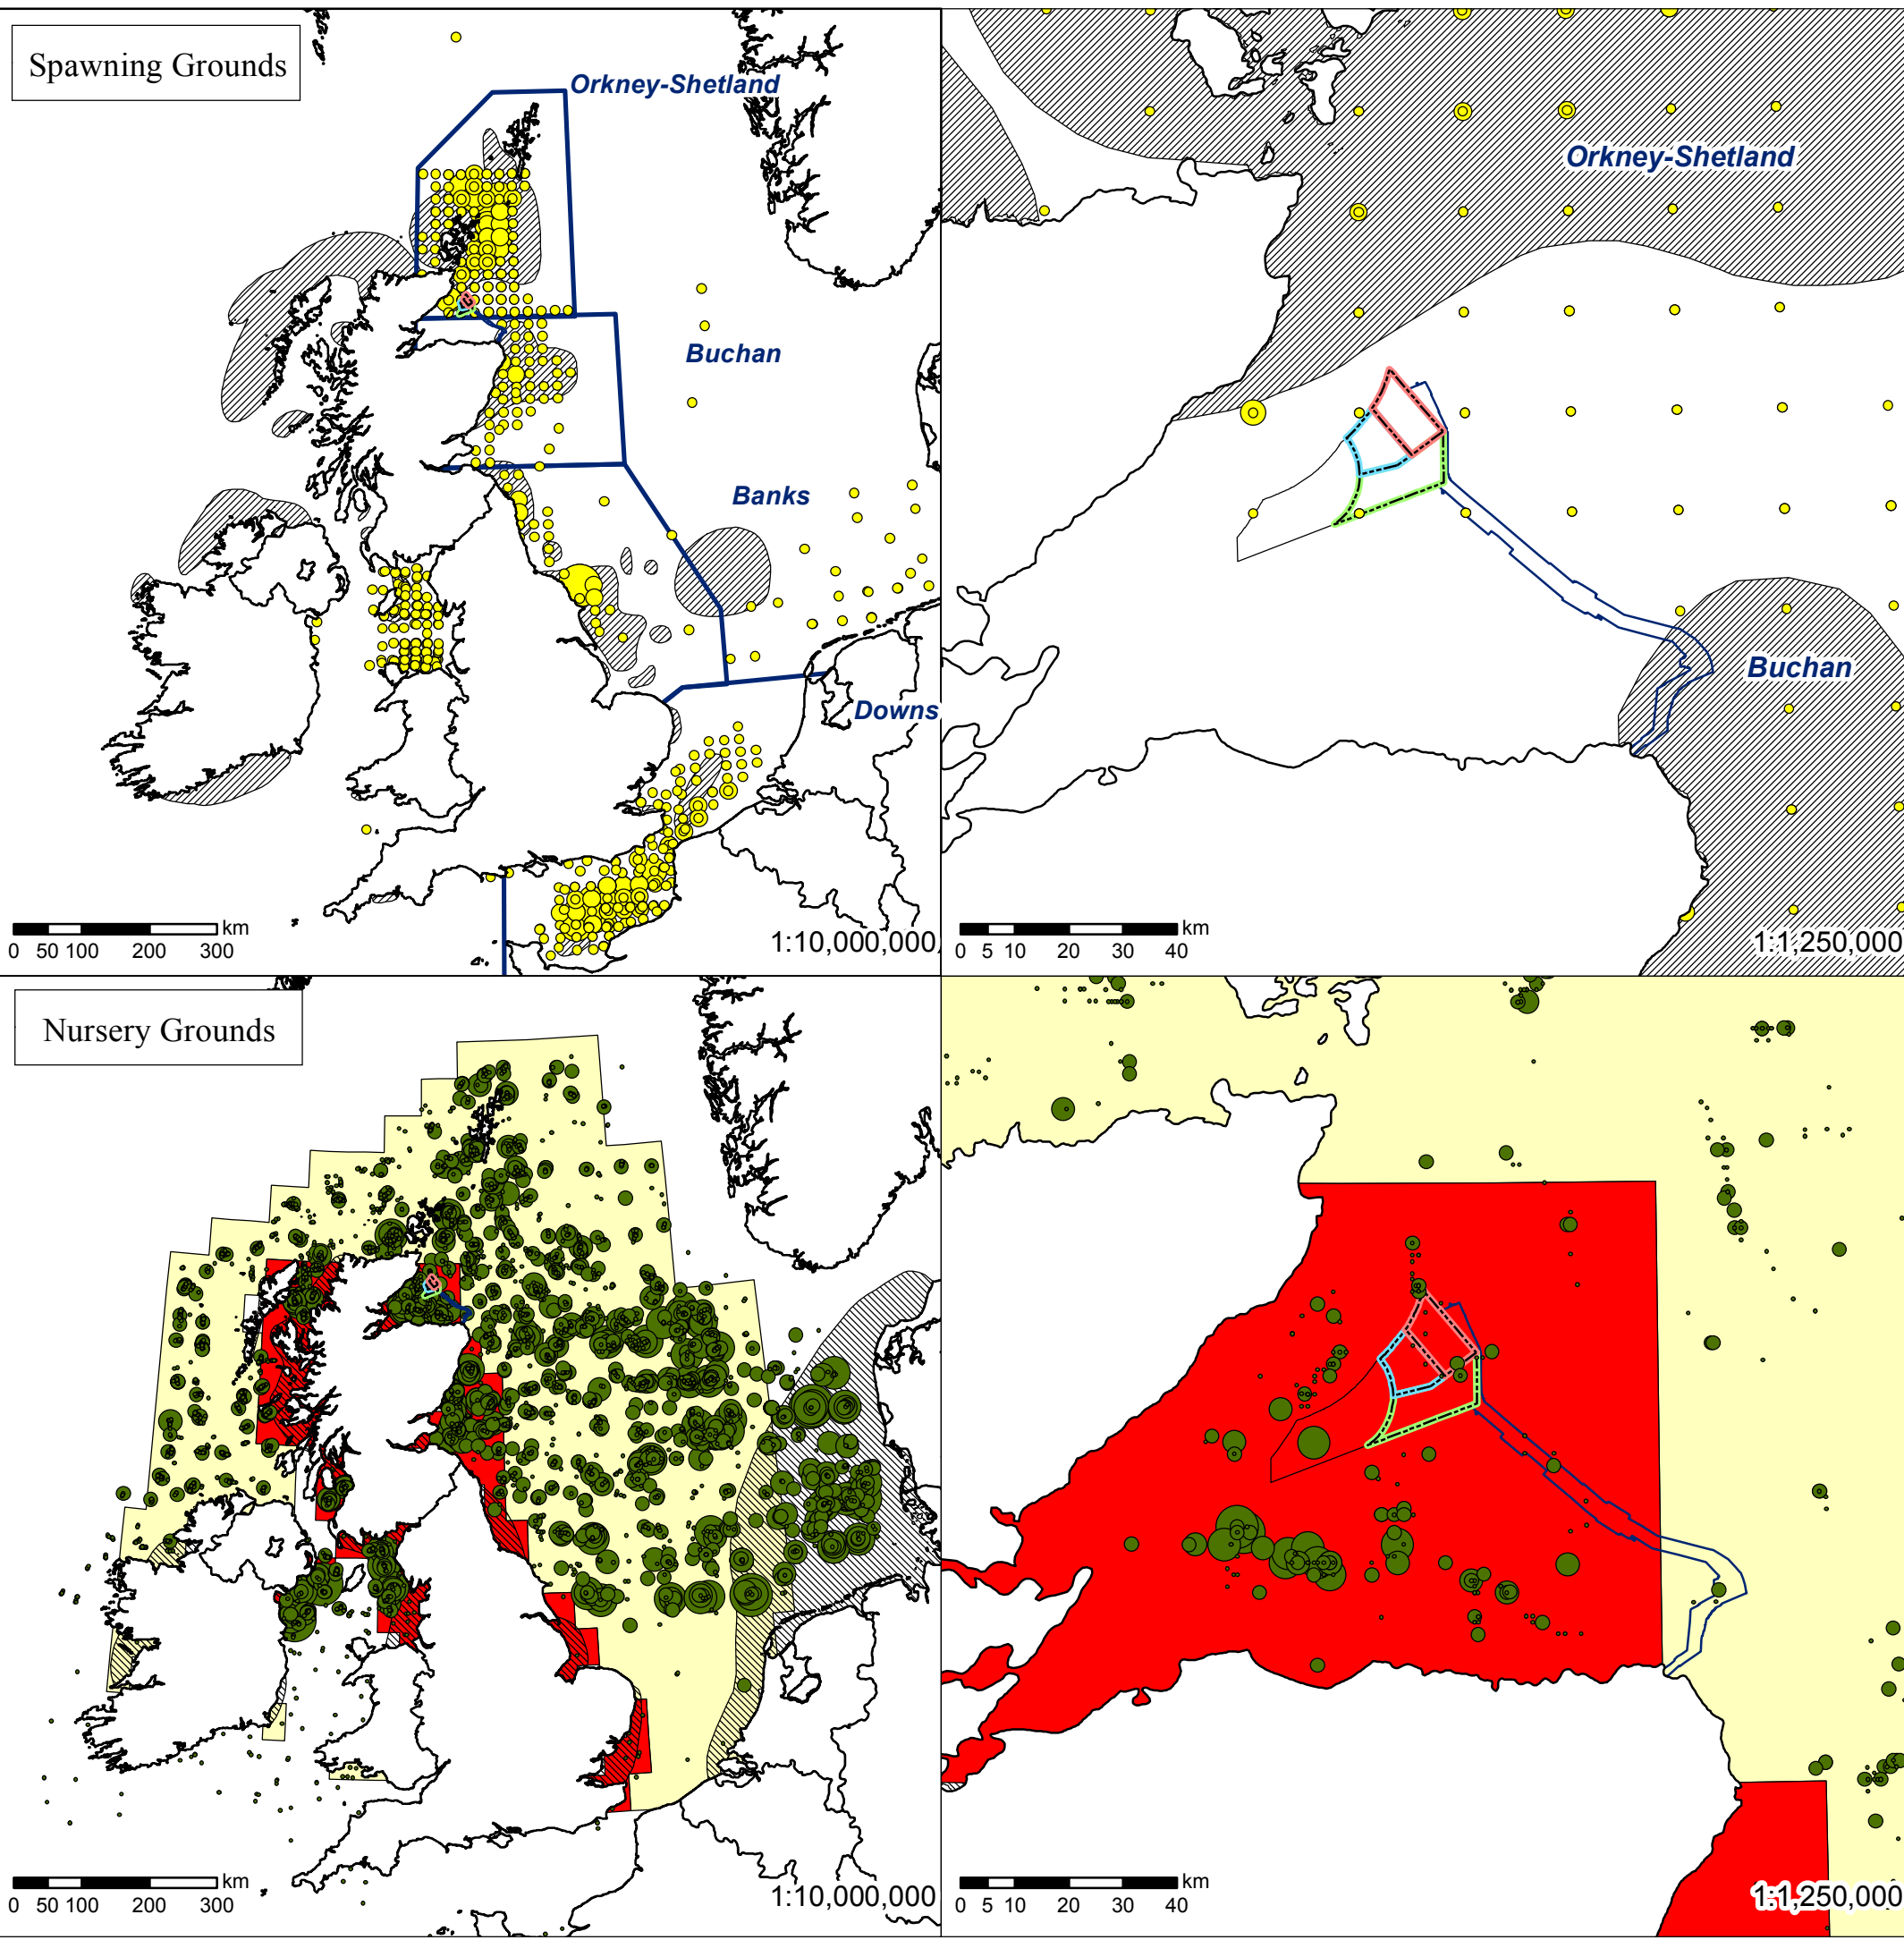 Spawning Grounds
Orkney-Shetland
Buchan
Banks
Downs
km
0 50 100 200 300
1:10,000,000
Orkney-Shetland
Buchan
km
0 5 10 20 30 40
1:1,250,000
Nursery Grounds
km
0 50 100 200 300
1:10,000,000
km
0 5 10 20 30 40
1:1,250,000